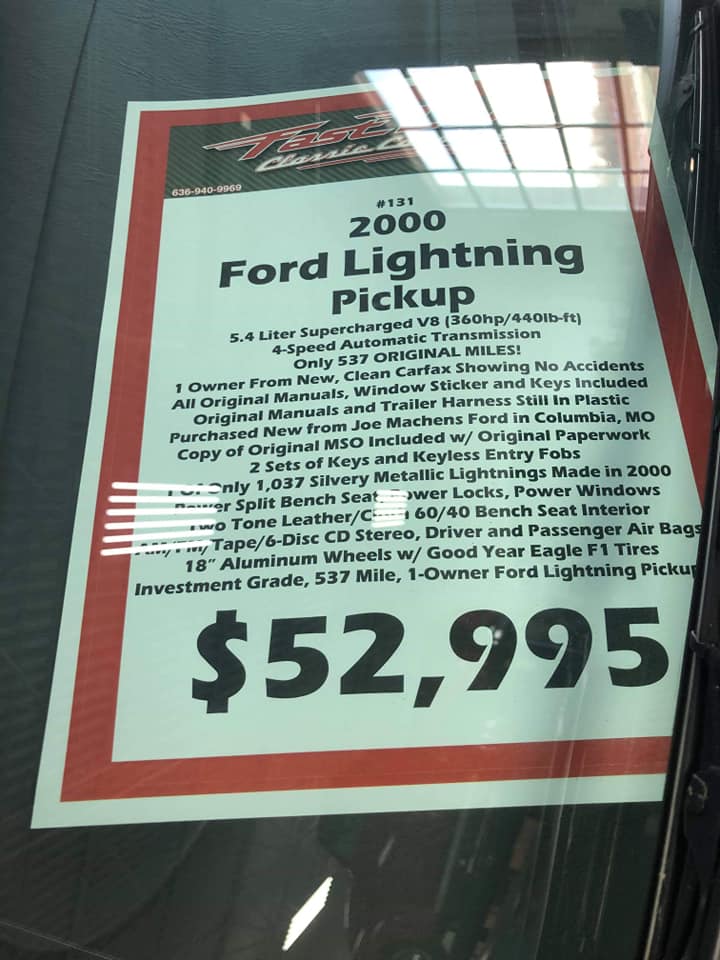 Fast
Classic
636-940-9969
#131
2000
Ford Lightning
Pickup
5.4 Liter Supercharged V8 (360hp/440lb-ft)
4-Speed Automatic Transmission
Only 537 ORIGINAL MILES!
1 Owner From New, Clean Carfax Showing No Accidents
All Original Manuals, Window Sticker and Keys Included
Original Manuals and Trailer Harness Still In Plastic
Purchased New from Joe Machens Ford in Columbia, MO
Copy of Original MSO Included w/ Original Paperwork
2 Sets of Keys and Keyless Entry Fobs
Only 1,037 Silvery Metallic Lightnings Made in 2000
Power Split Bench Seat, Power Locks, Power Windows
Two Tone Leather/ 60/40 Bench Seat Interior
AM/FM/Tape/6-Disc CD Stereo, Driver and Passenger Air Bags
18" Aluminum Wheels w/ Good Year Eagle F1 Tires
Investment Grade, 537 Mile, 1-Owner Ford Lightning Pickup
$52,995